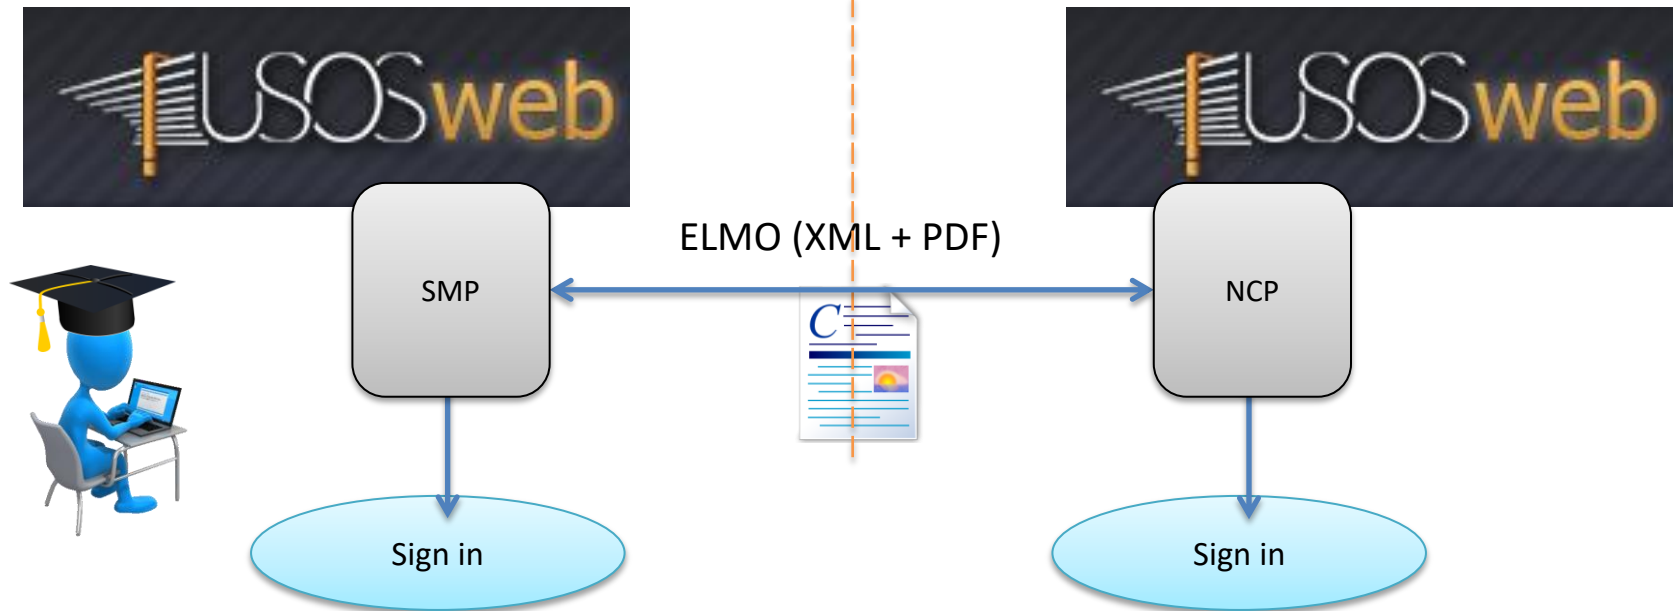 USOSweb
USOSweb
ELMO (XML + PDF)
SMP
NCP
C
Sign in
Sign in